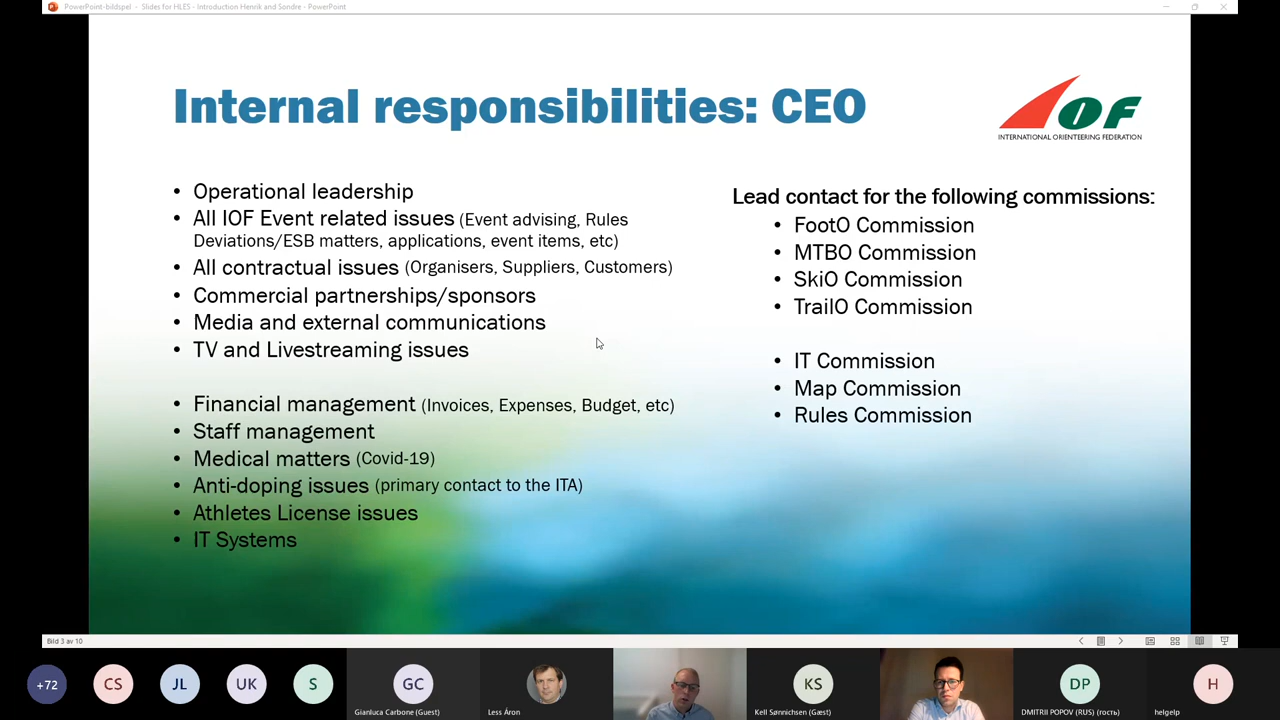 PowerPoint-bildspel - Slides for HLES - Introduction Henrik and Sondre - PowerPoint
Internal responsibilities: CEO
IOF
INTERNATIONAL ORIENTEERING FEDERATION
• Operational leadership
• All IOF Event related issues (Event advising, Rules
Deviations/ESB matters, applications, event items, etc)
• All contractual issues (Organisers, Suppliers, Customers)
• Commercial partnerships/sponsors
• Media and external communications
• TV and Livestreaming issues
• Financial management (Invoices, Expenses, Budget, etc)
• Staff management
• Medical matters (Covid-19)
• Anti-doping issues (primary contact to the ITA)
• Athletes License issues
• IT Systems
Lead contact for the following commissions:
• FootO Commission
• MTBO Commission
• SkiO Commission
• TrailO Commission
• IT Commission
• Map Commission
• Rules Commission
Bild 3 av 10
+72
CS
JL
UK
S
GC
Gianluca Carbone (Guest)
Less Áron
KS
Kell Sønnichsen (Gæst)
DP
DMITRII POPOV (RUS) (гость)
H
helgelp